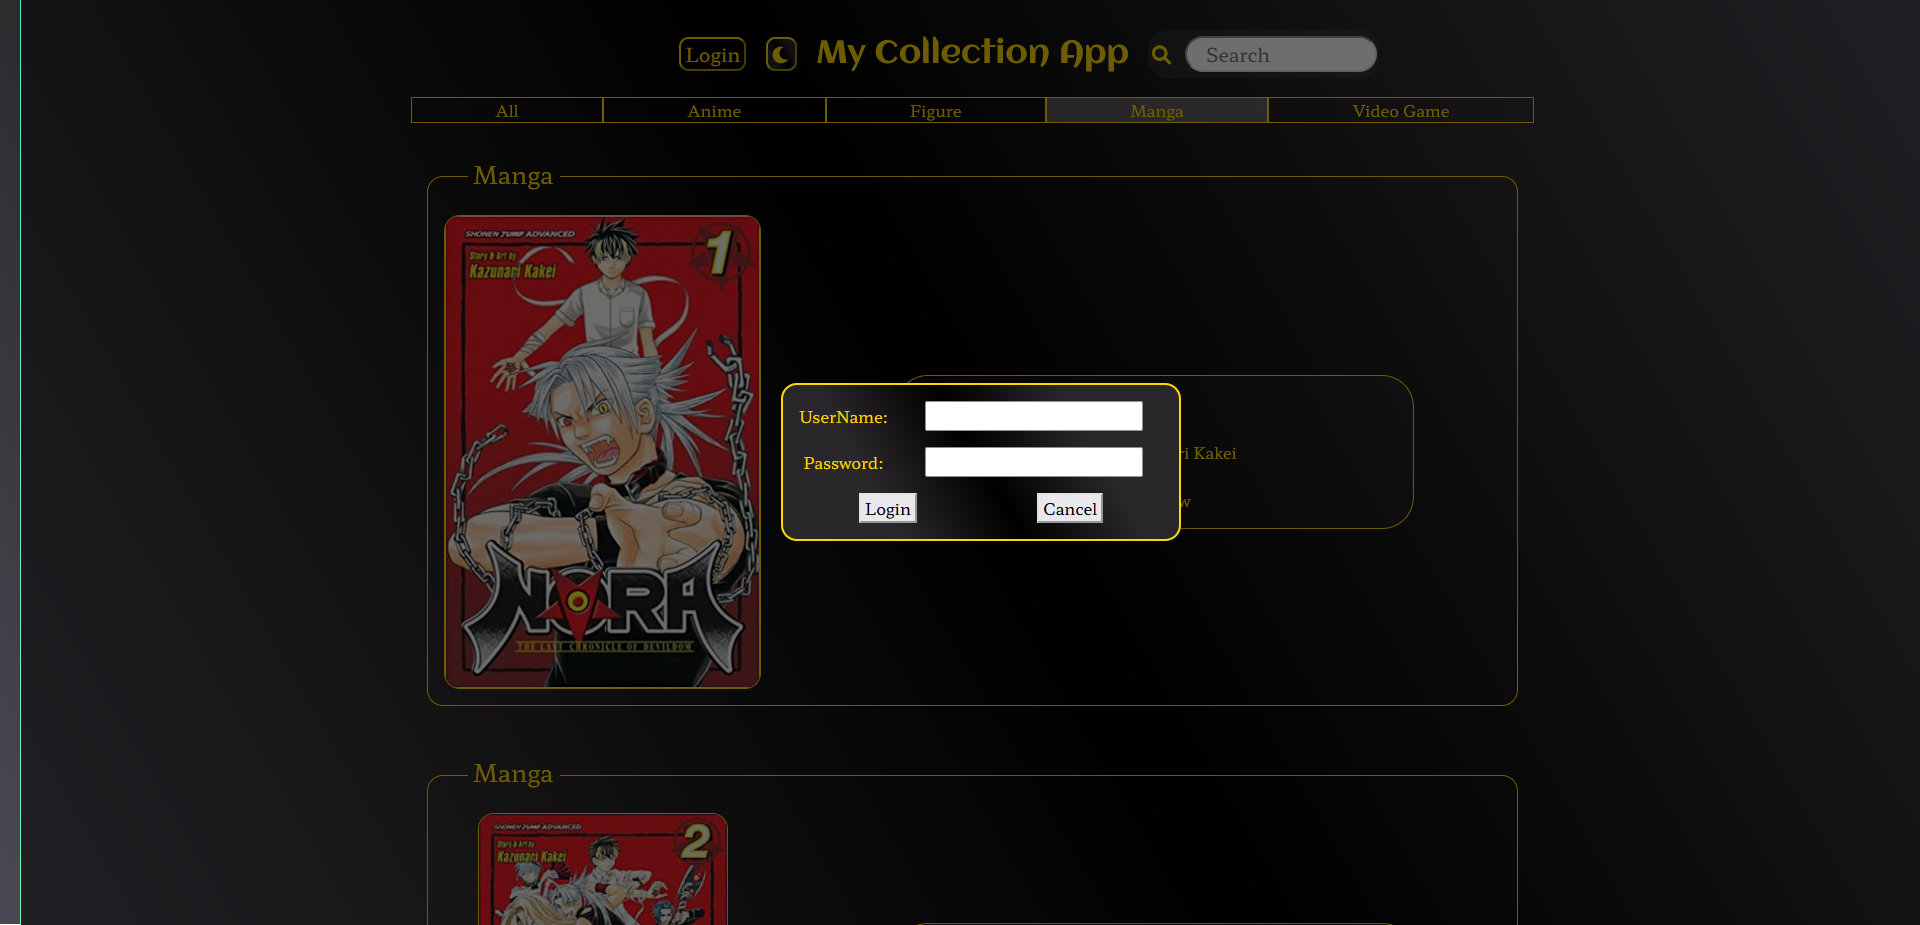 Login
My Collection App
Search
All
Anime
Figure
Manga
Video Game
Manga
SHONEN JUMP ADVANCED
Story & Art by
Kazunari Kakei
1
NORA
THE LAST CHRONICLE OF DEVILDOM
UserName:
Password:
Login
Cancel
ri Kakei
w
Manga
SHONEN JUMP ADVANCED
Story & Art by
Kazunari Kakei
2